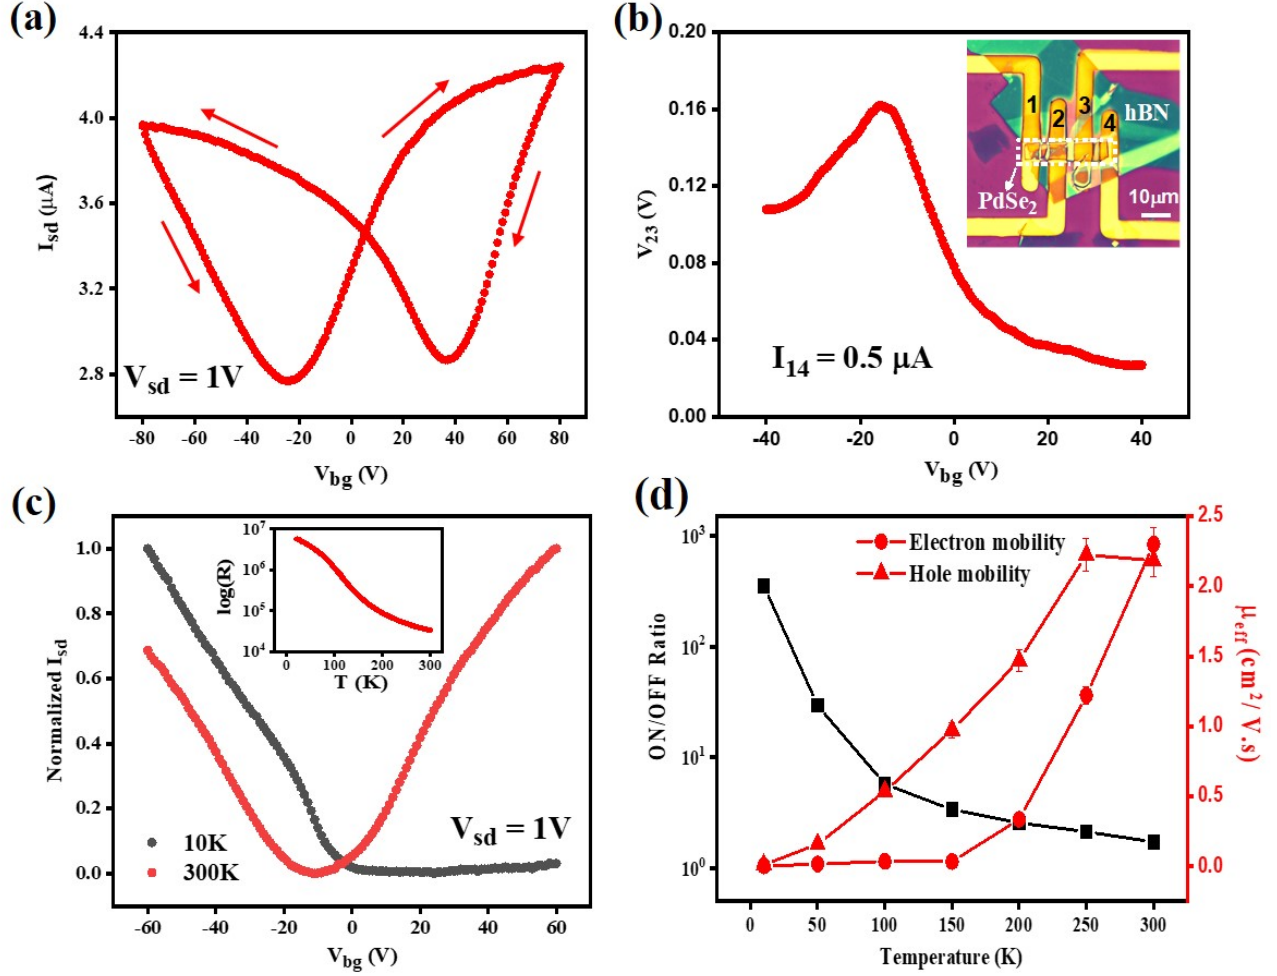 (a)
4.4
4.0
3.6
3.2
2.8
I_sd (μA)
V_sd = 1V
-80 -60 -40 -20 0 20 40 60 80
V_bg (V)
(b)
0.20
0.16
0.12
0.08
0.04
0.00
V_23 (V)
1 2 3 4
hBN
PdSe_2
10μm
I_14 = 0.5 μA
-40 -20 0 20 40
V_bg (V)
(c)
1.0
0.8
0.6
0.4
0.2
0.0
Normalized I_sd
10^7
10^6
10^5
10^4
log(R)
0 100 200 300
T (K)
V_sd = 1V
10K
300K
-60 -40 -20 0 20 40 60
V_bg (V)
(d)
10^3
10^2
10^1
10^0
ON/OFF Ratio
Electron mobility
Hole mobility
2.5
2.0
1.5
1.0
0.5
0.0
μ_eff (cm^2/ V.s)
0 50 100 150 200 250 300
Temperature (K)